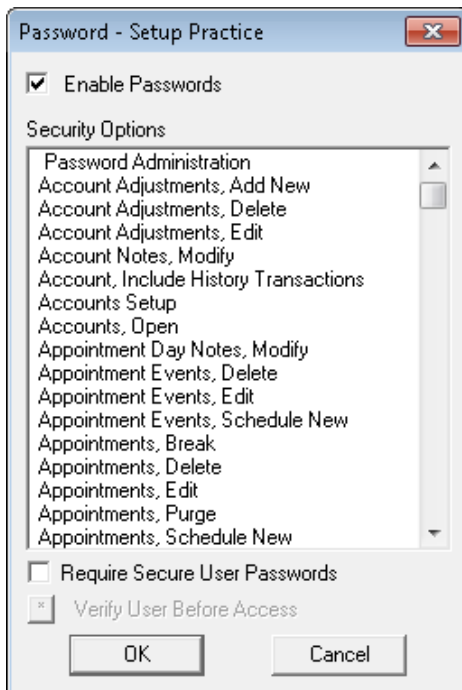 Password - Setup Practice
Enable Passwords
Security Options
Password Administration
Account Adjustments, Add New
Account Adjustments, Delete
Account Adjustments, Edit
Account Notes, Modify
Account, Include History Transactions
Accounts Setup
Accounts, Open
Appointment Day Notes, Modify
Appointment Events, Delete
Appointment Events, Edit
Appointment Events, Schedule New
Appointments, Break
Appointments, Delete
Appointments, Edit
Appointments, Purge
Appointments, Schedule New
Require Secure User Passwords
Verify User Before Access
OK Cancel